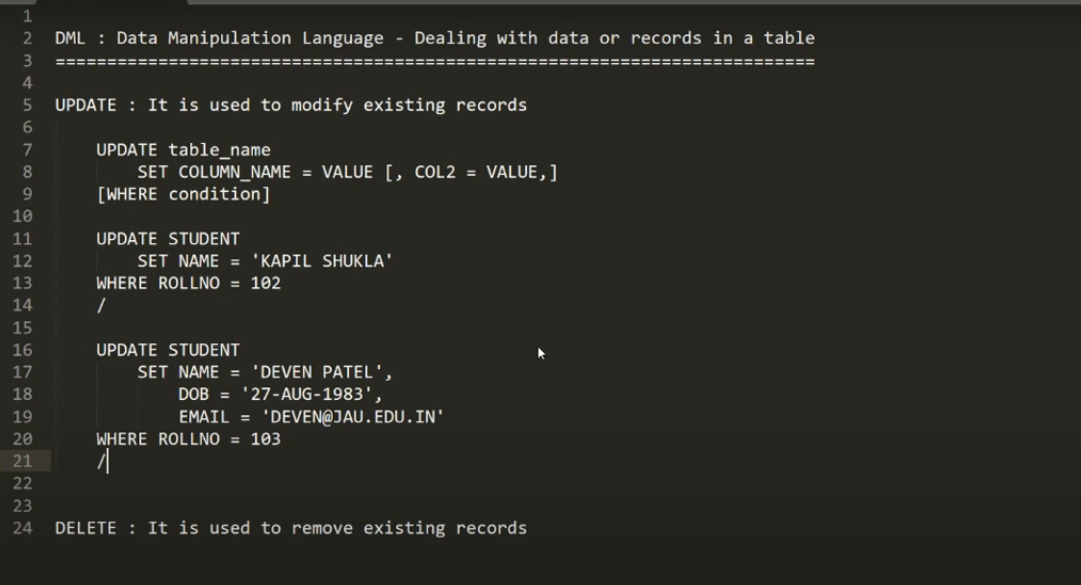 1
2 DML : Data Manipulation Language - Dealing with data or records in a table
3 ==========================================================================
4
5 UPDATE : It is used to modify existing records
6
7 UPDATE table_name
8 SET COLUMN_NAME = VALUE [, COL2 = VALUE,]
9 [WHERE condition]
10
11 UPDATE STUDENT
12 SET NAME = 'KAPIL SHUKLA'
13 WHERE ROLLNO = 102
14 /
15
16 UPDATE STUDENT
17 SET NAME = 'DEVEN PATEL',
18 DOB = '27-AUG-1983',
19 EMAIL = 'DEVEN@JAU.EDU.IN'
20 WHERE ROLLNO = 103
21 /
22
23
24 DELETE : It is used to remove existing records